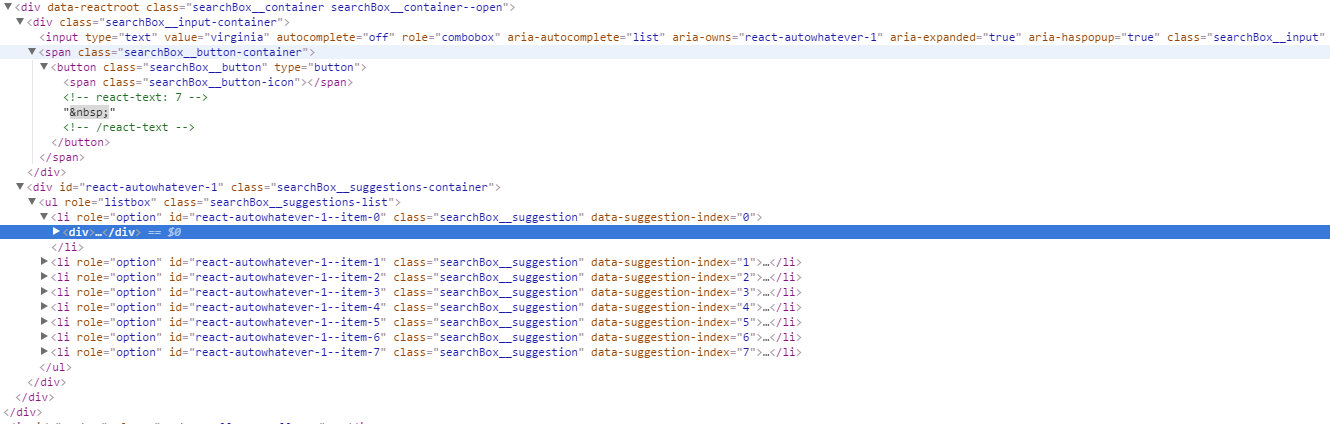 ▼<div data-reactroot class="searchBox__container searchBox__container--open">
▼<div class="searchBox__input-container">
<input type="text" value="virginia" autocomplete="off" role="combobox" aria-autocomplete="list" aria-owns="react-autowhatever-1" aria-expanded="true" aria-haspopup="true" class="searchBox__input"
▼<span class="searchBox__button-container">
▼<button class="searchBox__button" type="button">
<span class="searchBox__button-icon"></span>
<!-- react-text: 7 -->
"&nbsp;"
<!-- /react-text -->
</button>
</span>
</div>
▼<div id="react-autowhatever-1" class="searchBox__suggestions-container">
▼<ul role="listbox" class="searchBox__suggestions-list">
▼<li role="option" id="react-autowhatever-1--item-0" class="searchBox__suggestion" data-suggestion-index="0">
▶<div>…</div> == $0
</li>
▶<li role="option" id="react-autowhatever-1--item-1" class="searchBox__suggestion" data-suggestion-index="1">…</li>
▶<li role="option" id="react-autowhatever-1--item-2" class="searchBox__suggestion" data-suggestion-index="2">…</li>
▶<li role="option" id="react-autowhatever-1--item-3" class="searchBox__suggestion" data-suggestion-index="3">…</li>
▶<li role="option" id="react-autowhatever-1--item-4" class="searchBox__suggestion" data-suggestion-index="4">…</li>
▶<li role="option" id="react-autowhatever-1--item-5" class="searchBox__suggestion" data-suggestion-index="5">…</li>
▶<li role="option" id="react-autowhatever-1--item-6" class="searchBox__suggestion" data-suggestion-index="6">…</li>
▶<li role="option" id="react-autowhatever-1--item-7" class="searchBox__suggestion" data-suggestion-index="7">…</li>
</ul>
</div>
</div>
</div>